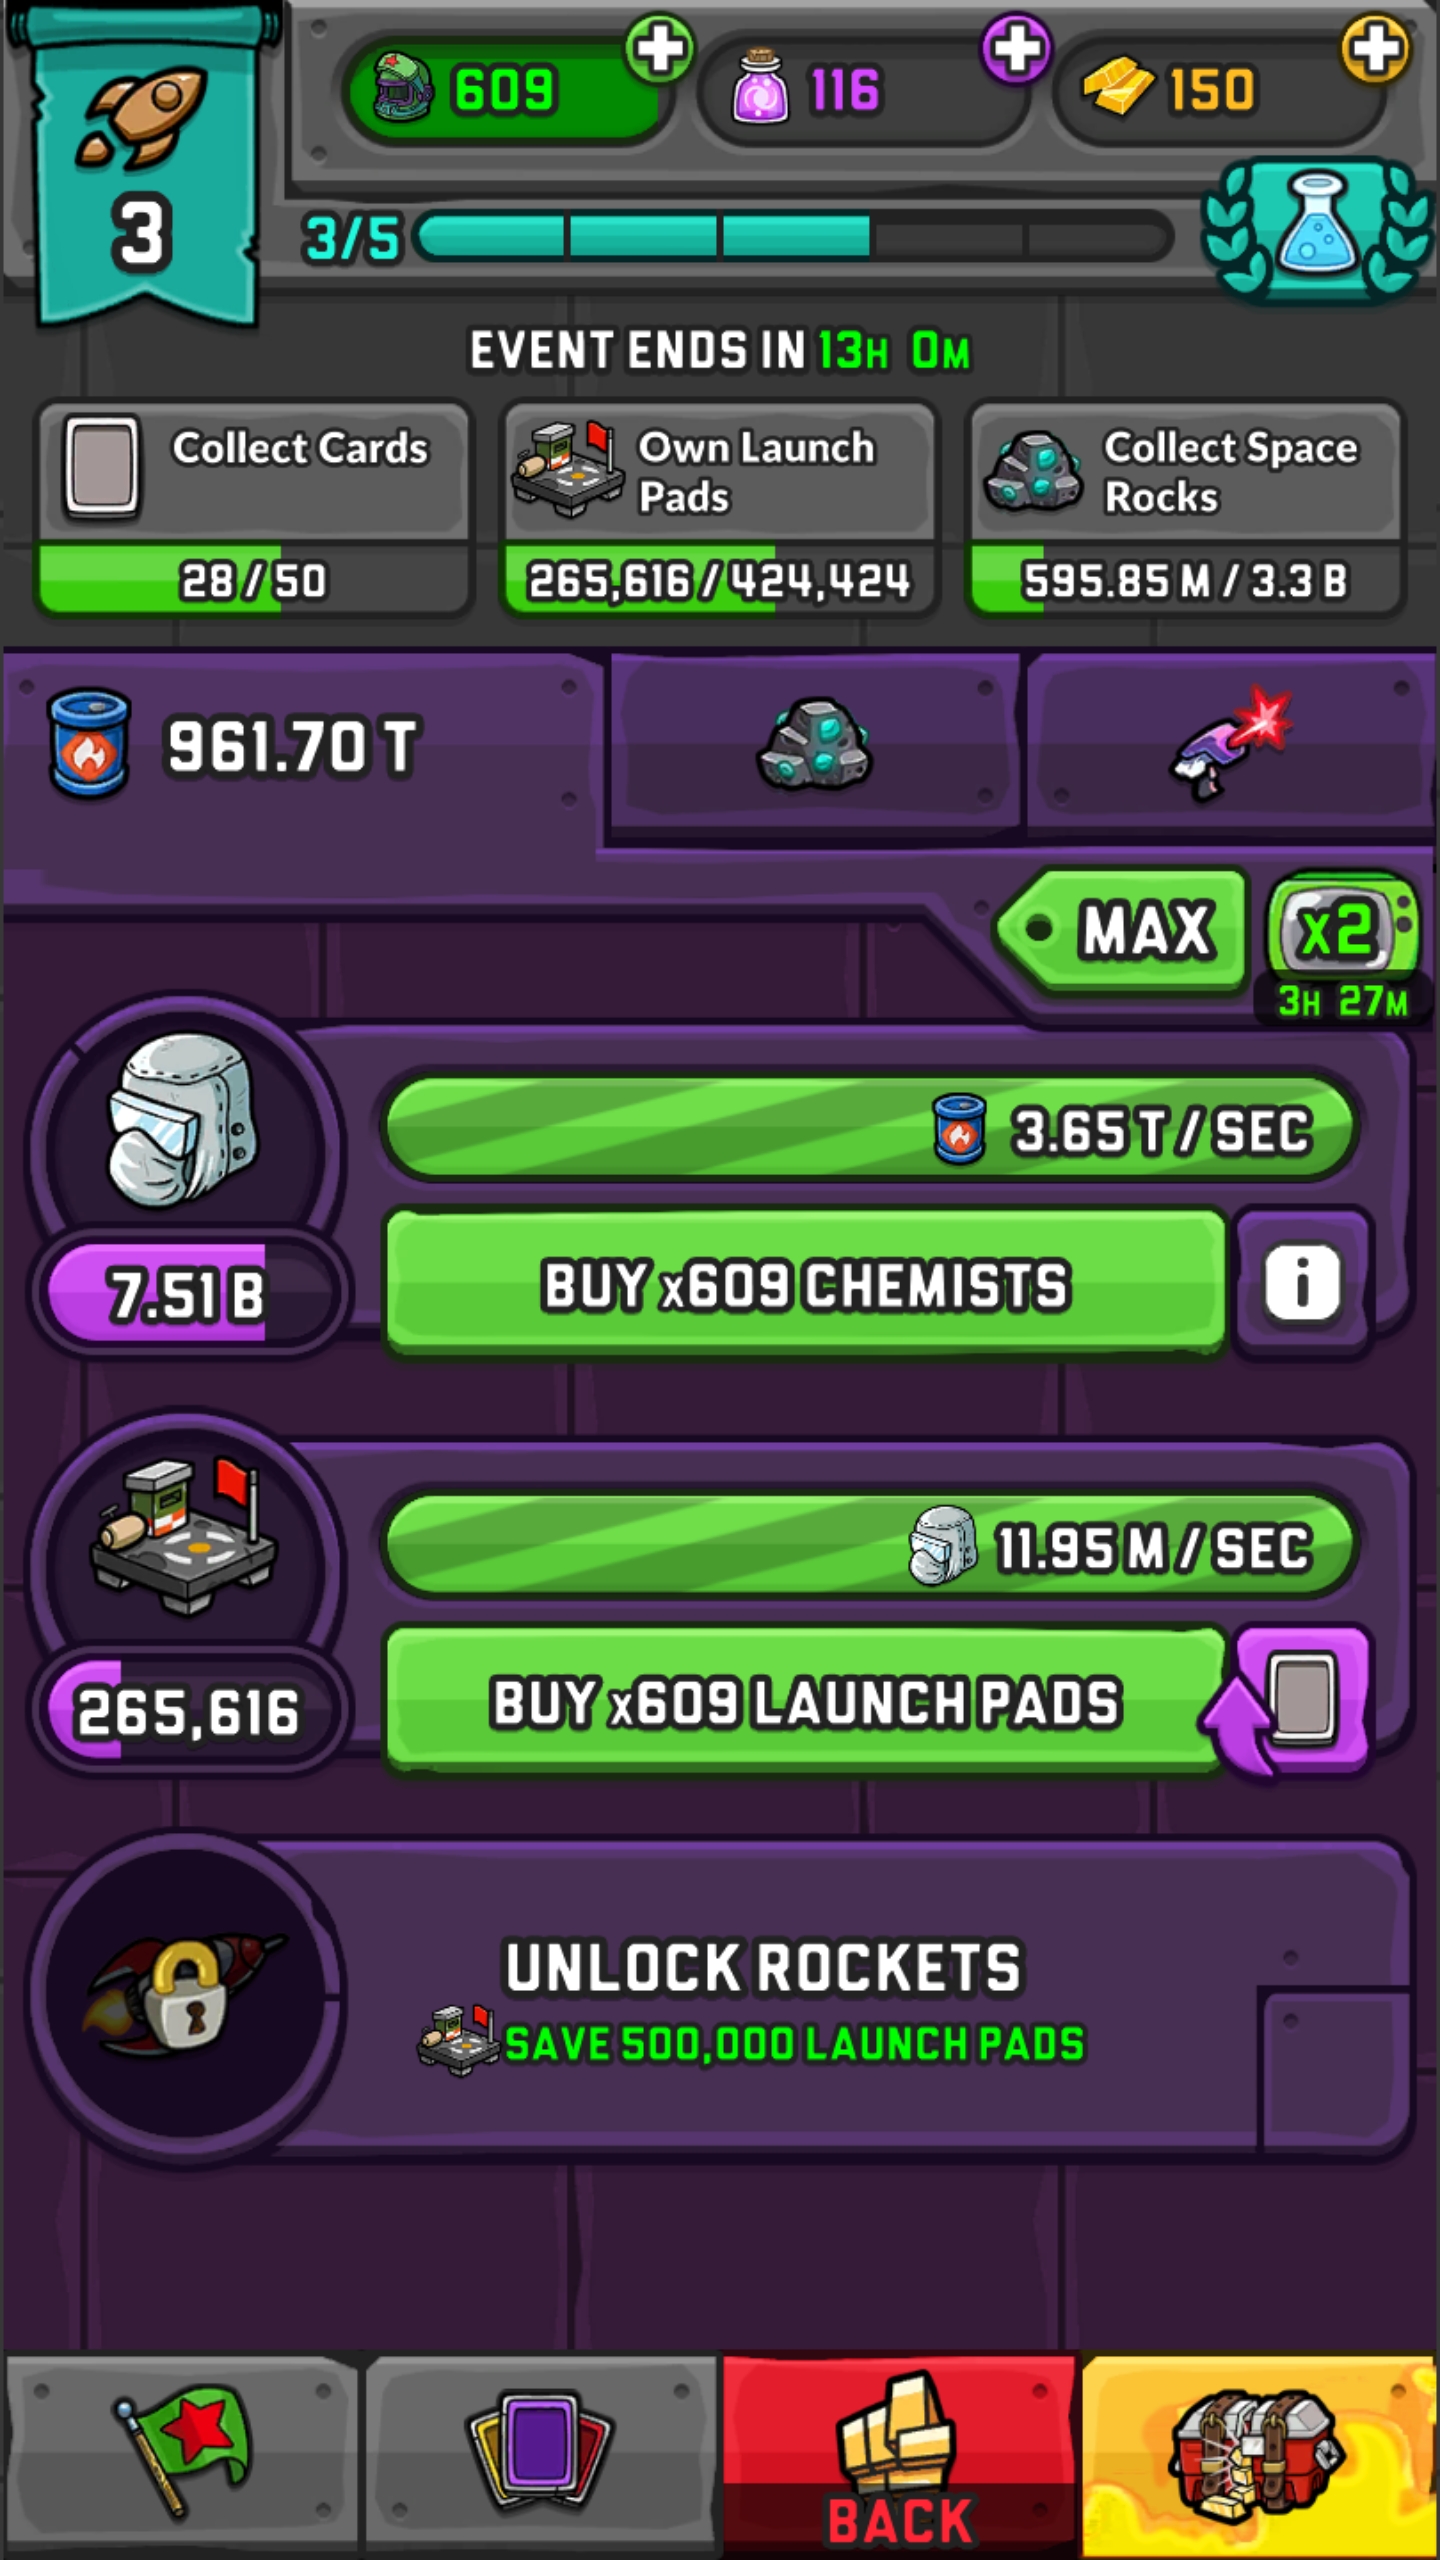 609
116
150
3
3/5
EVENT ENDS IN 13H 0M
Collect Cards
28/50
Own Launch
Pads
265,616/424,424
Collect Space
Rocks
595.85 M / 3.3 B
961.70 T
MAX
x2
3H 27M
3.65 T / SEC
7.51 B
BUY x609 CHEMISTS
i
11.95 M / SEC
265,616
BUY x609 LAUNCH PADS
UNLOCK ROCKETS
SAVE 500,000 LAUNCH PADS
BACK